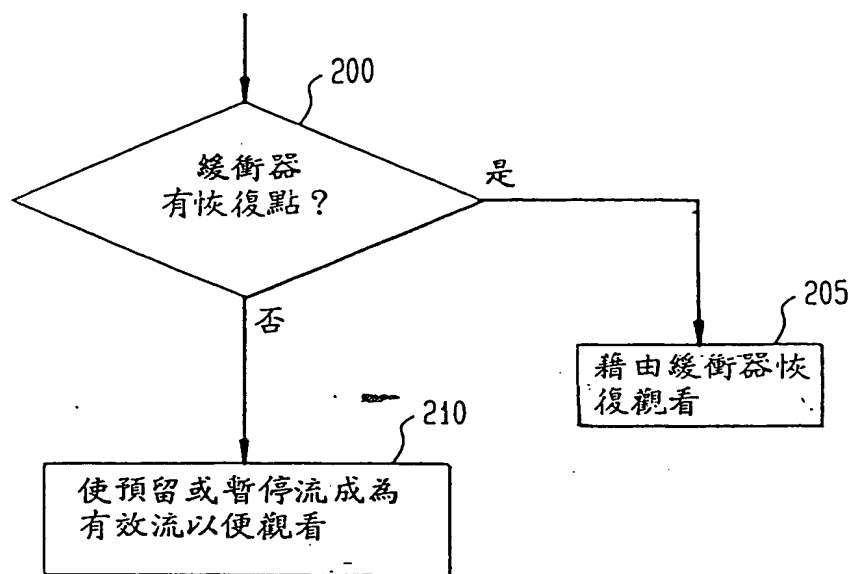 200
緩衝器
有恢復點?
是
205
否
藉由緩衝器恢
復觀看
210
使預留或暫停流成為
有效流以便觀看